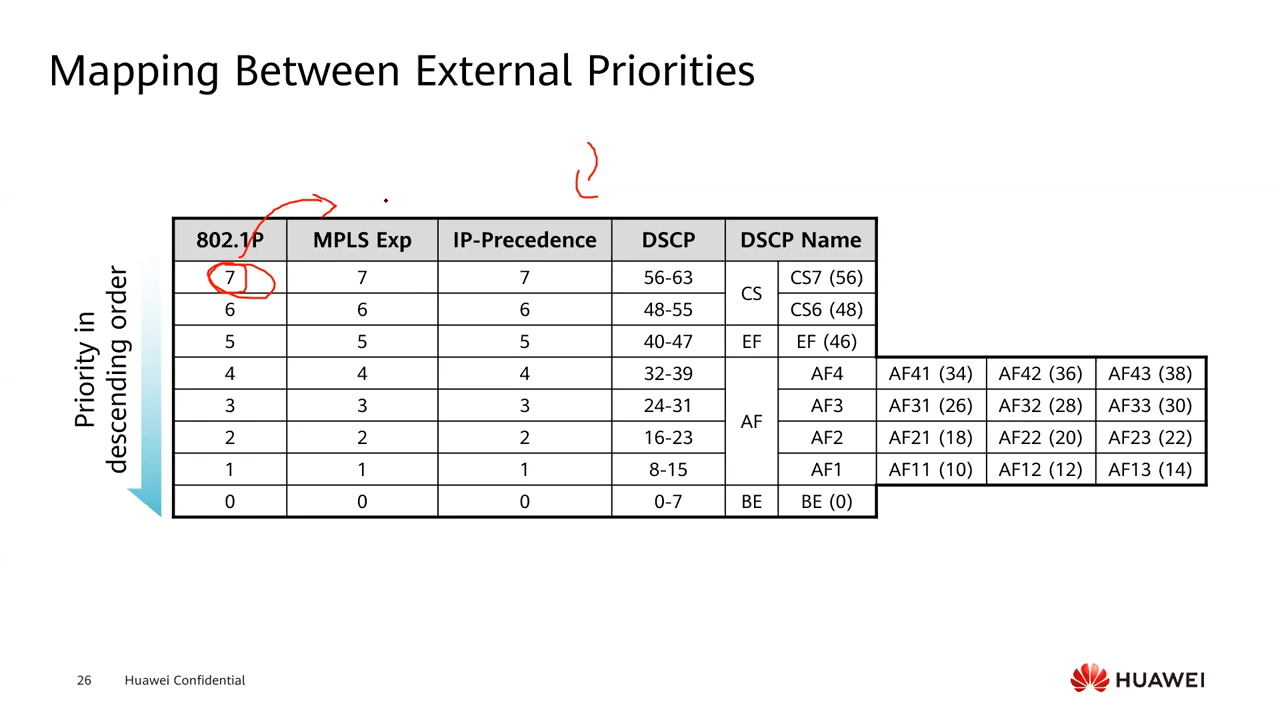 Mapping Between External Priorities
Priority in
descending order
802.1P MPLS Exp IP-Precedence DSCP DSCP Name
7 7 7 56-63 CS CS7 (56)
6 6 6 48-55 CS6 (48)
5 5 5 40-47 EF EF (46)
4 4 4 32-39 AF AF4 AF41 (34) AF42 (36) AF43 (38)
3 3 3 24-31 AF3 AF31 (26) AF32 (28) AF33 (30)
2 2 2 16-23 AF2 AF21 (18) AF22 (20) AF23 (22)
1 1 1 8-15 AF1 AF11 (10) AF12 (12) AF13 (14)
0 0 0 0-7 BE BE (0)
26 Huawei Confidential
HUAWEI